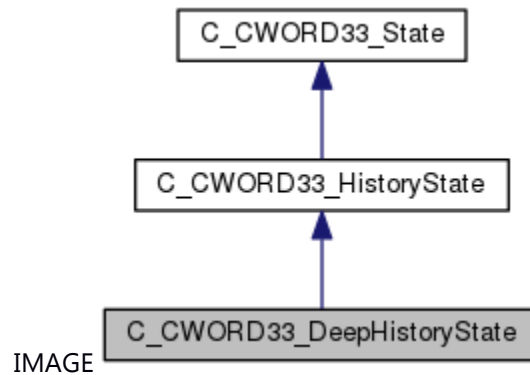 C_CWORD33_State
C_CWORD33_HistoryState
C_CWORD33_DeepHistoryState
IMAGE